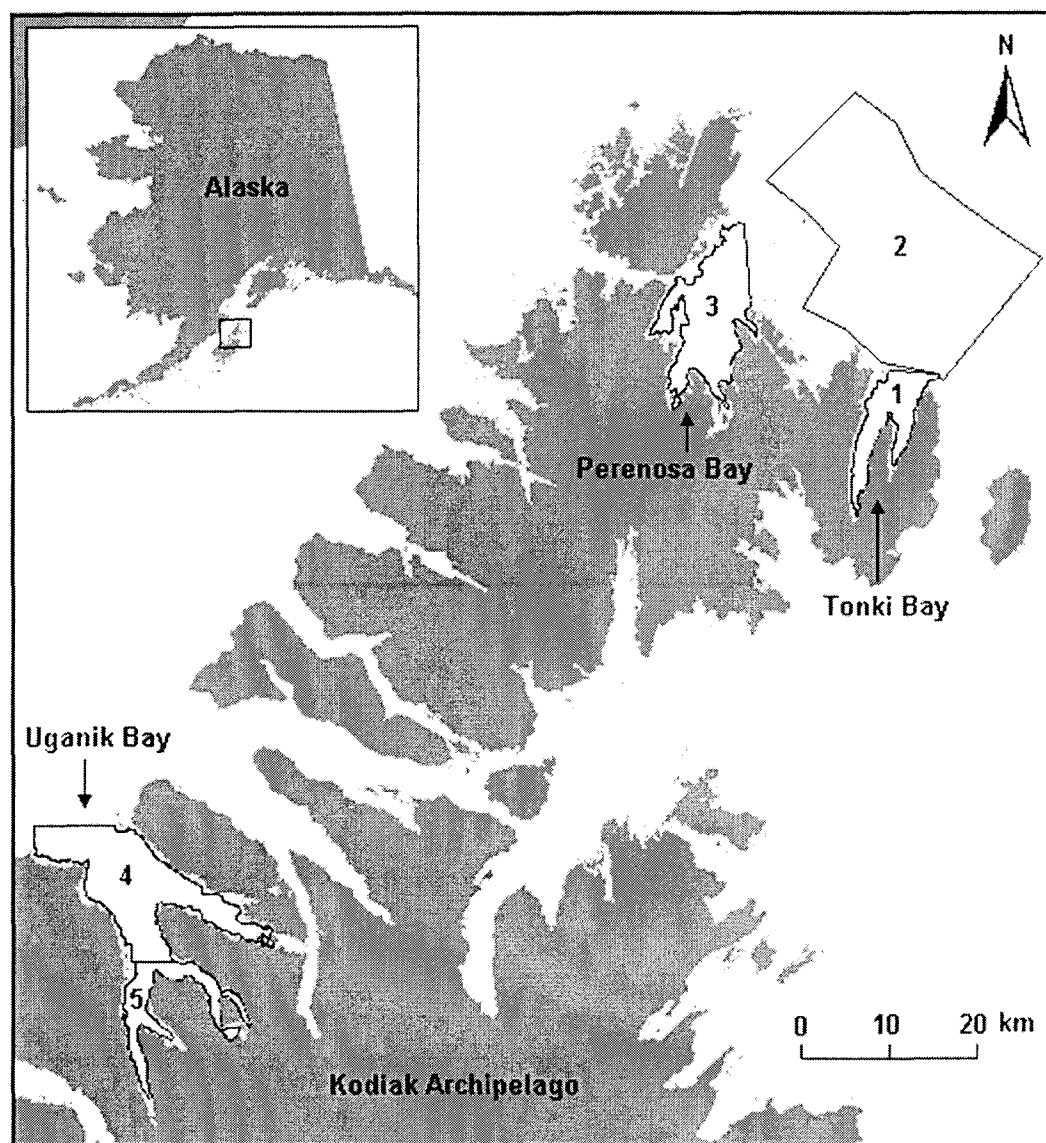 N
Alaska
2
3
1
Perenosa Bay
Tonki Bay
Uganik Bay
4
5
0 10 20 km
Kodiak Archipelago